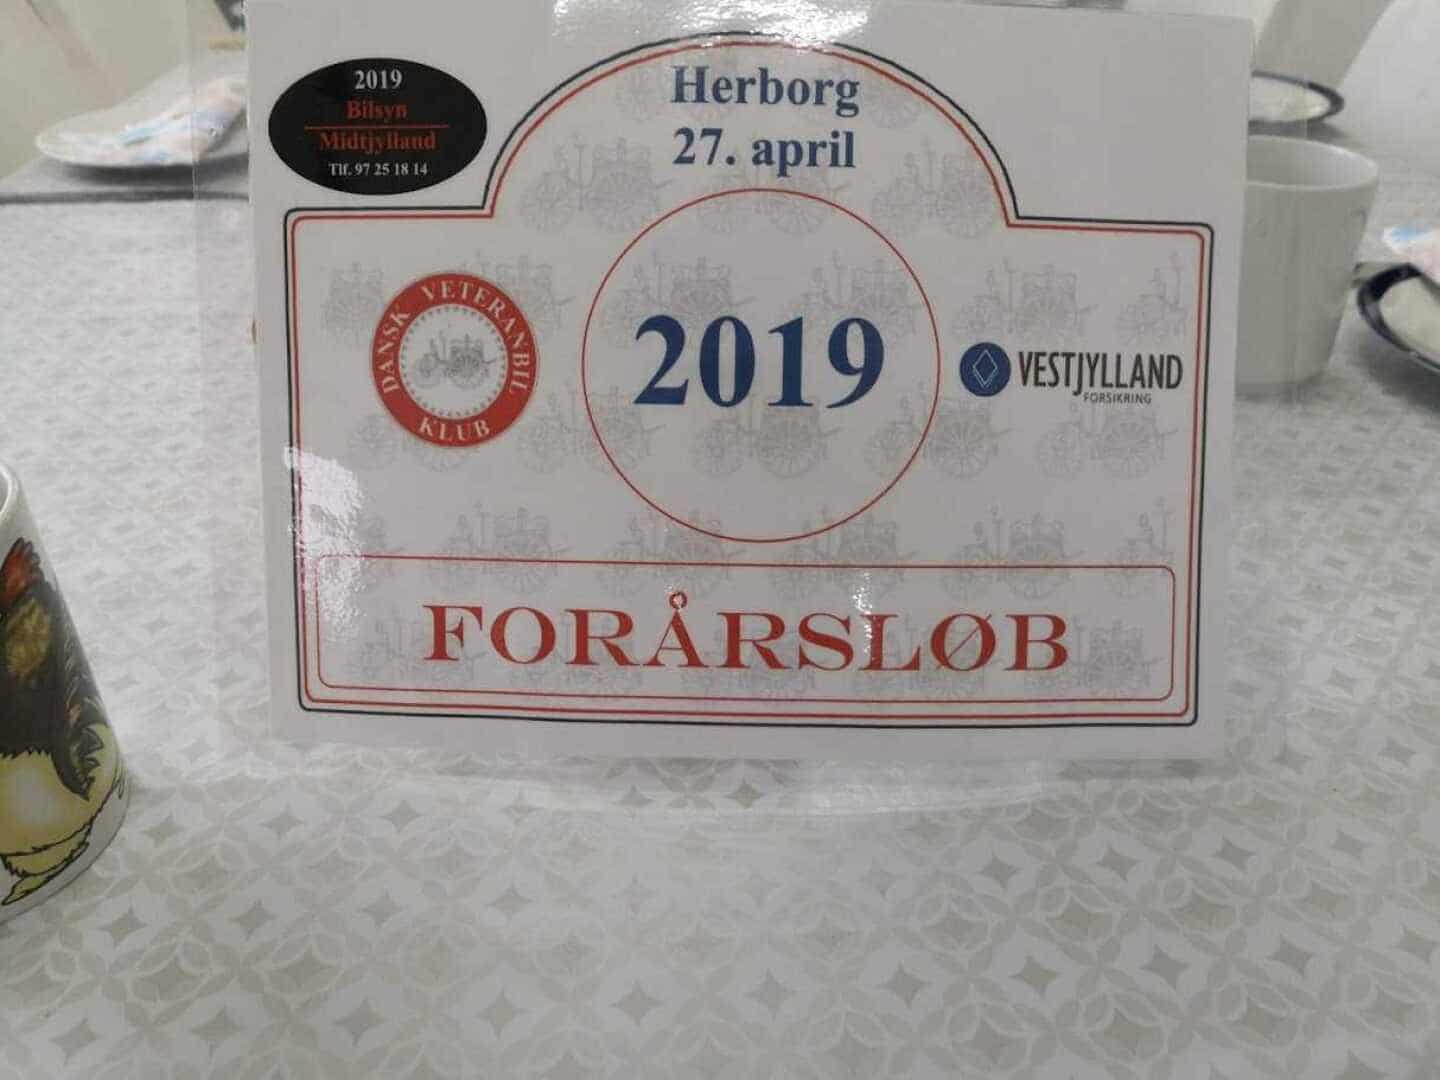 2019
Bilsyn
Midtjylland
Tlf. 97 25 18 14
Herborg
27. april
DANSK VETERANBIL KLUB
2019
VESTJYLLAND
FORSIKRING
FORÅRSLØB